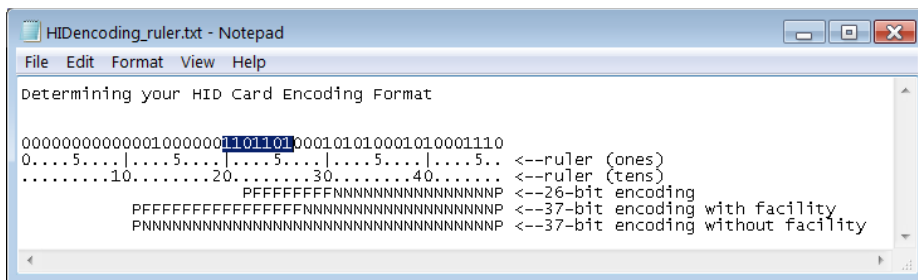 HIDencoding_ruler.txt - Notepad
File Edit Format View Help
Determining your HID Card Encoding Format
000000000000010000001101101000101010001010001110
0....5....|....5....|....5....|....5....|....5.. <--ruler (ones)
.........10........20........30........40....... <--ruler (tens)
PFFFFFFFFNNNNNNNNNNNNNNNNP <--26-bit encoding
PFFFFFFFFFFFFFFFFNNNNNNNNNNNNNNNNNNNP <--37-bit encoding with facility
PNNNNNNNNNNNNNNNNNNNNNNNNNNNNNNNNNNNP <--37-bit encoding without facility